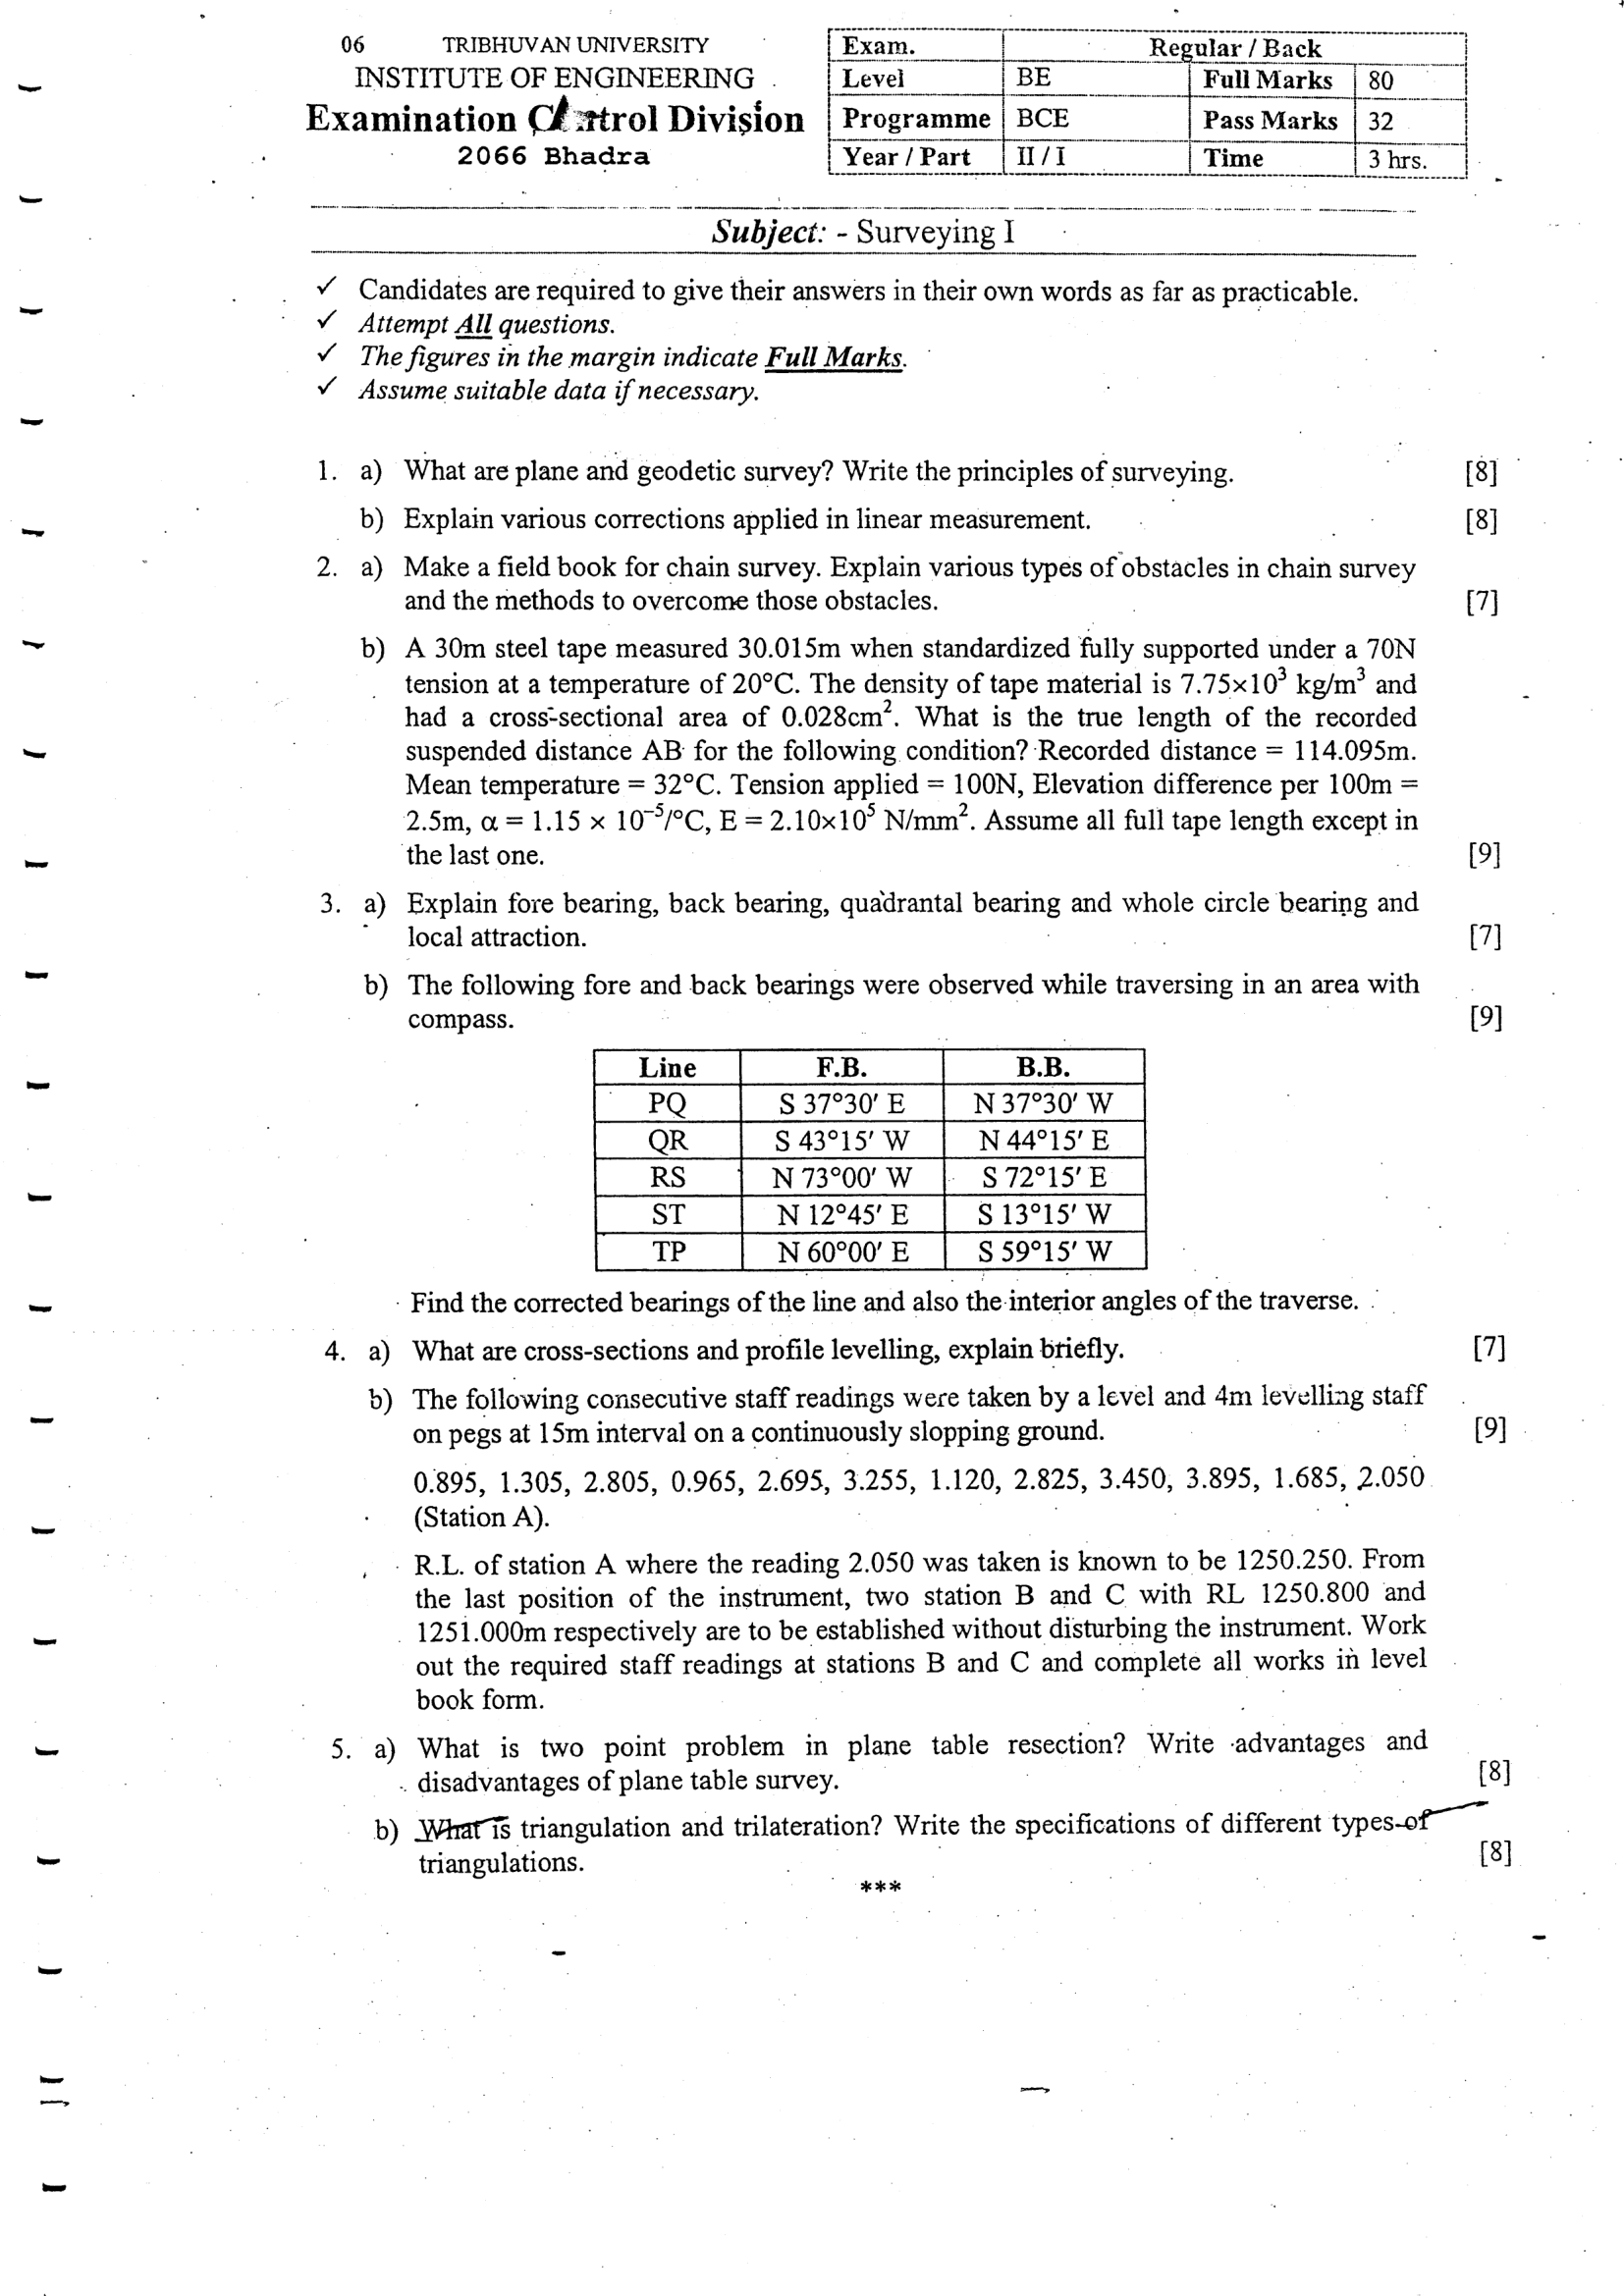 06 TRIBHUVAN UNIVERSITY
INSTITUTE OF ENGINEERING
Examination Control Division
2066 Bhadra
Exam. Regular / Back
Level BE Full Marks 80
Programme BCE Pass Marks 32
Year / Part II / I Time 3 hrs.
Subject: - Surveying I
✓ Candidates are required to give their answers in their own words as far as practicable.
✓ Attempt All questions.
✓ The figures in the margin indicate Full Marks.
✓ Assume suitable data if necessary.
1. a) What are plane and geodetic survey? Write the principles of surveying. [8]
b) Explain various corrections applied in linear measurement. [8]
2. a) Make a field book for chain survey. Explain various types of obstacles in chain survey
and the methods to overcome those obstacles. [7]
b) A 30m steel tape measured 30.015m when standardized fully supported under a 70N
tension at a temperature of 20°C. The density of tape material is 7.75×10³ kg/m³ and
had a cross-sectional area of 0.028cm². What is the true length of the recorded
suspended distance AB for the following condition? Recorded distance = 114.095m.
Mean temperature = 32°C. Tension applied = 100N, Elevation difference per 100m =
2.5m, α = 1.15 × 10⁻⁵/°C, E = 2.10×10⁵ N/mm². Assume all full tape length except in
the last one. [9]
3. a) Explain fore bearing, back bearing, quadrantal bearing and whole circle bearing and
local attraction. [7]
b) The following fore and back bearings were observed while traversing in an area with
compass. [9]
Line F.B. B.B.
PQ S 37°30′ E N 37°30′ W
QR S 43°15′ W N 44°15′ E
RS N 73°00′ W S 72°15′ E
ST N 12°45′ E S 13°15′ W
TP N 60°00′ E S 59°15′ W
Find the corrected bearings of the line and also the interior angles of the traverse.
4. a) What are cross-sections and profile levelling, explain briefly. [7]
b) The following consecutive staff readings were taken by a level and 4m levelling staff
on pegs at 15m interval on a continuously slopping ground. [9]
0.895, 1.305, 2.805, 0.965, 2.695, 3.255, 1.120, 2.825, 3.450, 3.895, 1.685, 2.050
(Station A).
R.L. of station A where the reading 2.050 was taken is known to be 1250.250. From
the last position of the instrument, two station B and C with RL 1250.800 and
1251.000m respectively are to be established without disturbing the instrument. Work
out the required staff readings at stations B and C and complete all works in level
book form.
5. a) What is two point problem in plane table resection? Write advantages and
disadvantages of plane table survey. [8]
b) What is triangulation and trilateration? Write the specifications of different types of
triangulations. [8]
***